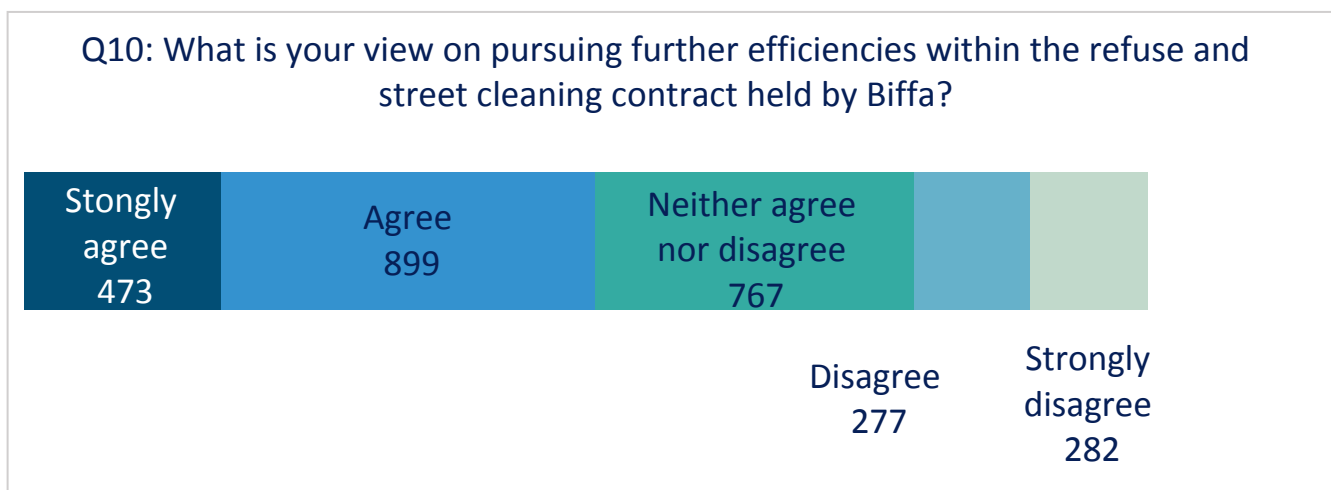 Q10: What is your view on pursuing further efficiencies within the refuse and
street cleaning contract held by Biffa?
Stongly
agree
473
Agree
899
Neither agree
nor disagree
767
Disagree
277
Strongly
disagree
282